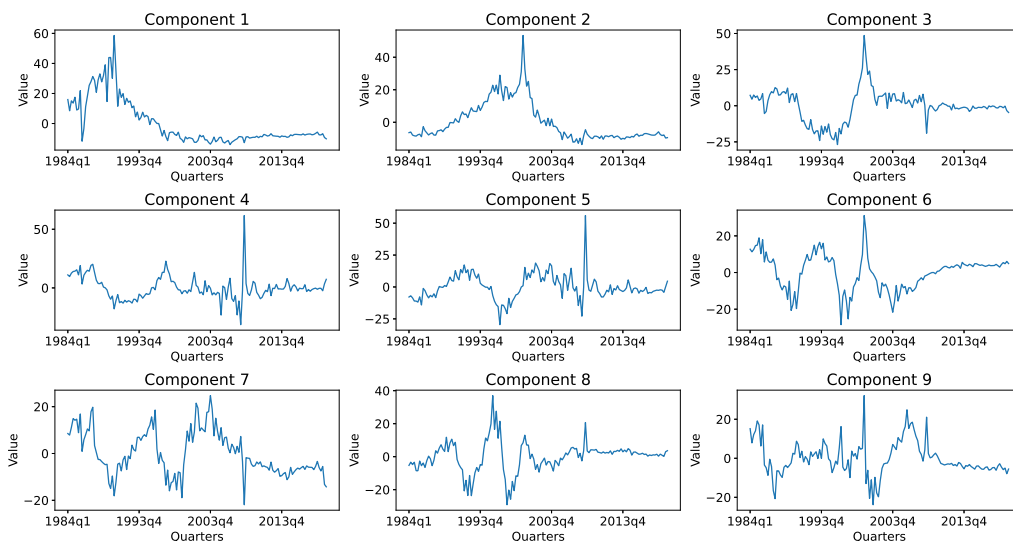 Component 1
Component 2
Component 3
60
40
20
0
Value
1984q1 1993q4 2003q4 2013q4
Quarters
40
20
0
Value
1984q1 1993q4 2003q4 2013q4
Quarters
50
25
0
−25
Value
1984q1 1993q4 2003q4 2013q4
Quarters
Component 4
Component 5
Component 6
50
0
Value
1984q1 1993q4 2003q4 2013q4
Quarters
50
25
0
−25
Value
1984q1 1993q4 2003q4 2013q4
Quarters
20
0
−20
Value
1984q1 1993q4 2003q4 2013q4
Quarters
Component 7
Component 8
Component 9
20
0
−20
Value
1984q1 1993q4 2003q4 2013q4
Quarters
40
20
0
−20
Value
1984q1 1993q4 2003q4 2013q4
Quarters
20
0
−20
Value
1984q1 1993q4 2003q4 2013q4
Quarters